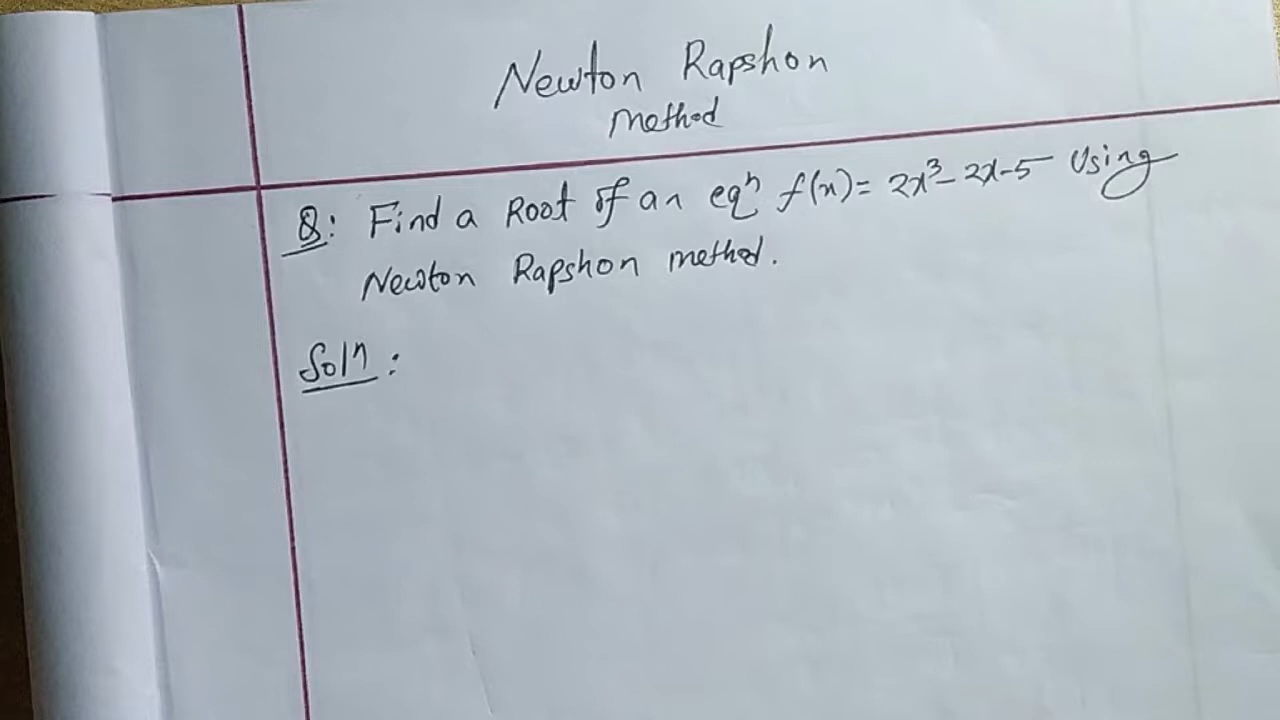 Newton Rapshon
method
Q: Find a Root of an eqⁿ f(x)= 2x³-2x-5 Using
Newton Rapshon method.
Solⁿ: